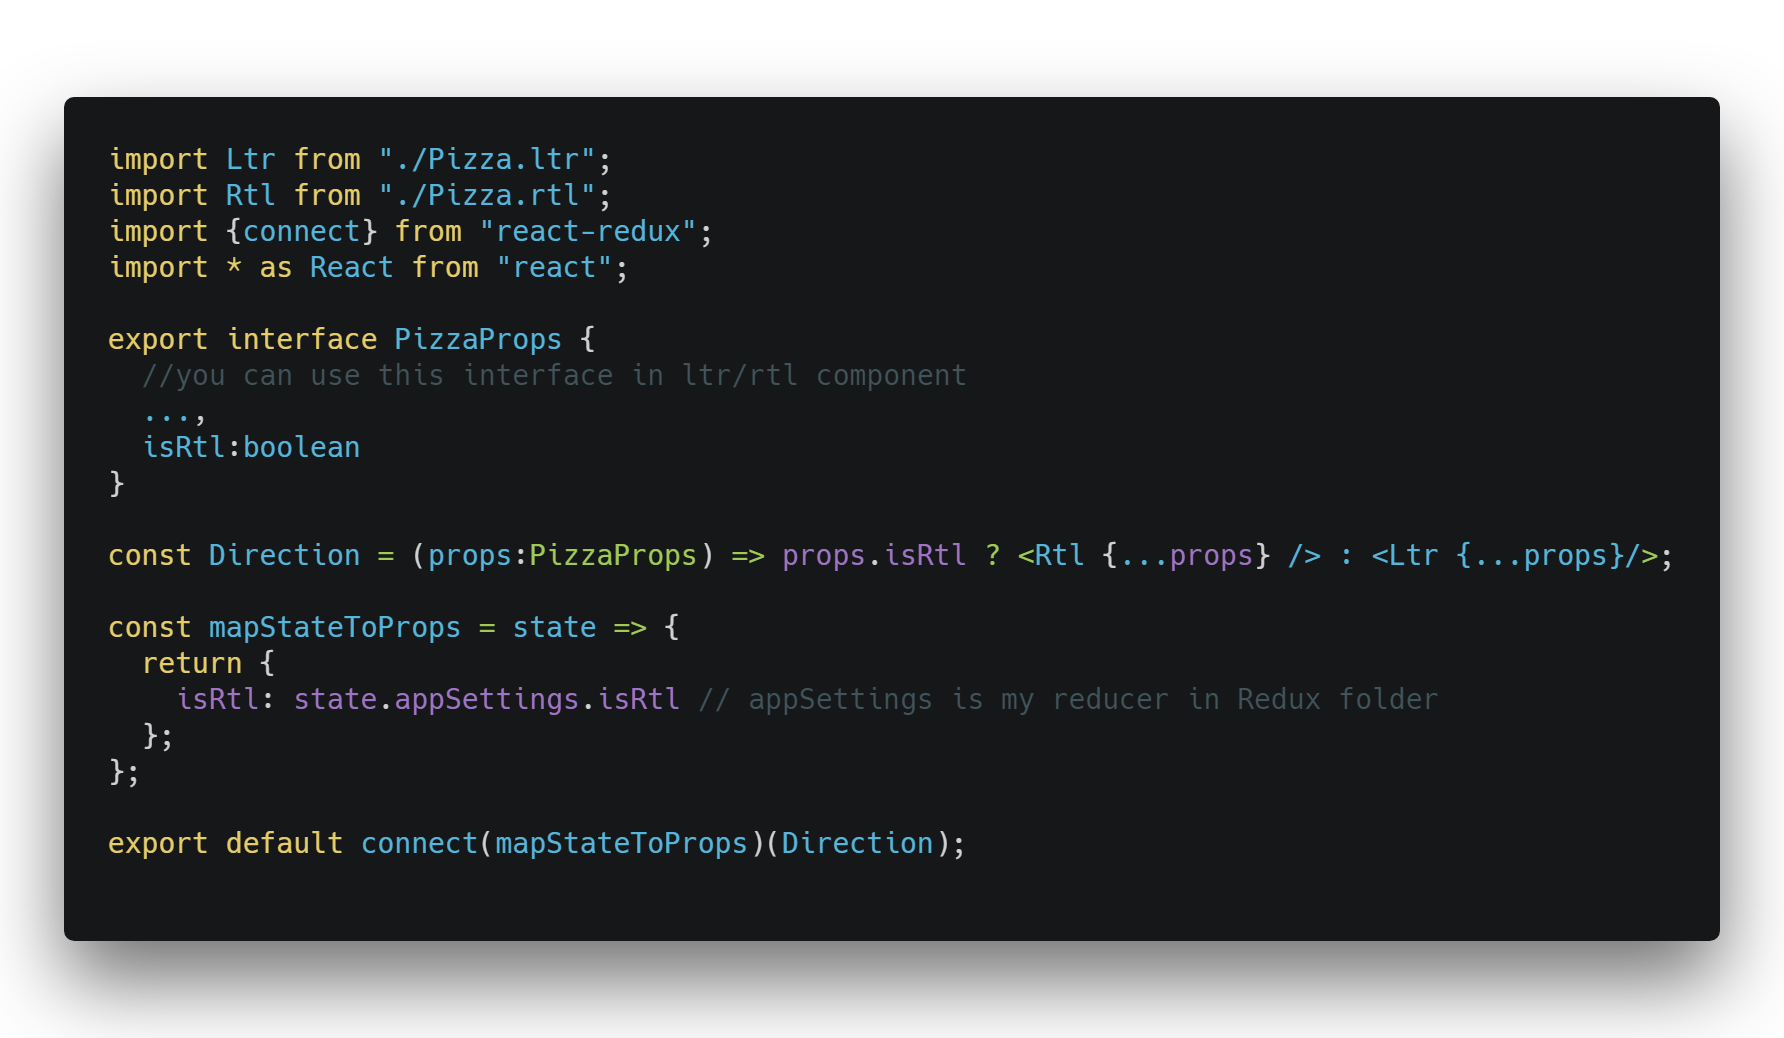 import Ltr from "./Pizza.ltr";
import Rtl from "./Pizza.rtl";
import {connect} from "react-redux";
import * as React from "react";
export interface PizzaProps {
//you can use this interface in ltr/rtl component
...,
isRtl:boolean
}
const Direction = (props:PizzaProps) => props.isRtl ? <Rtl {...props} /> : <Ltr {...props}/>;
const mapStateToProps = state => {
return {
isRtl: state.appSettings.isRtl // appSettings is my reducer in Redux folder
};
};
export default connect(mapStateToProps)(Direction);